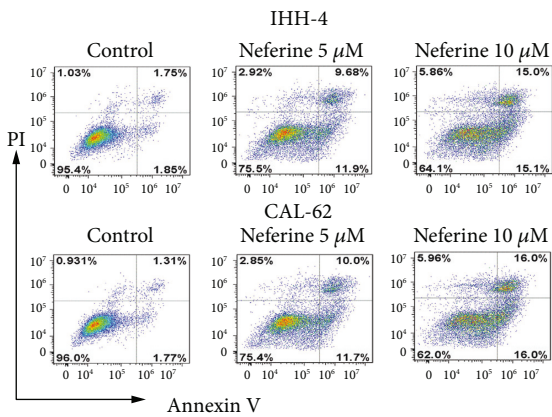 IHH-4
Control Neferine 5 μM Neferine 10 μM
10⁷ 1.03% 1.75% 10⁷ 2.92% 9.68% 10⁷ 5.86% 15.0%
10⁶ 10⁶ 10⁶
PI 10⁵ 10⁵ 10⁵
10⁴ 10⁴ 10⁴
0 95.4% 1.85% 0 75.5% 11.9% 0 64.1% 15.1%
0 10⁴ 10⁵ 10⁶ 10⁷ 0 10⁴ 10⁵ 10⁶ 10⁷ 0 10⁴ 10⁵ 10⁶ 10⁷
CAL-62
Control Neferine 5 μM Neferine 10 μM
10⁷ 0.931% 1.31% 10⁷ 2.85% 10.0% 10⁷ 5.96% 16.0%
10⁶ 10⁶ 10⁶
10⁵ 10⁵ 10⁵
10⁴ 10⁴ 10⁴
0 96.0% 1.77% 0 75.4% 11.7% 0 62.0% 16.0%
0 10⁴ 10⁵ 10⁶ 10⁷ 0 10⁴ 10⁵ 10⁶ 10⁷ 0 10⁴ 10⁵ 10⁶ 10⁷
Annexin V